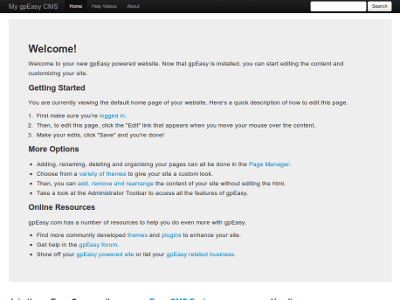 My gpEasy CMS Home Help Videos About Search
Welcome!
Welcome to your new gpEasy powered website. Now that gpEasy is installed, you can start editing the content and
customizing your site.
Getting Started
You are currently viewing the default home page of your website. Here's a quick description of how to edit this page.
1. First make sure you're logged in.
2. Then, to edit this page, click the "Edit" link that appears when you move your mouse over the content.
3. Make your edits, click "Save" and you're done!
More Options
Adding, renaming, deleting and organising your pages can all be done in the Page Manager.
Choose from a variety of themes to give your site a custom look.
Then, you can add, remove and rearrange the content of your site without editing the html.
Take a look at the Administrator Toolbar to access all the features of gpEasy.
Online Resources
gpEasy.com has a number of resources to help you do even more with gpEasy.
Find more community developed themes and plugins to enhance your site.
Get help in the gpEasy forum.
Show off your gpEasy powered site or list your gpEasy related business.